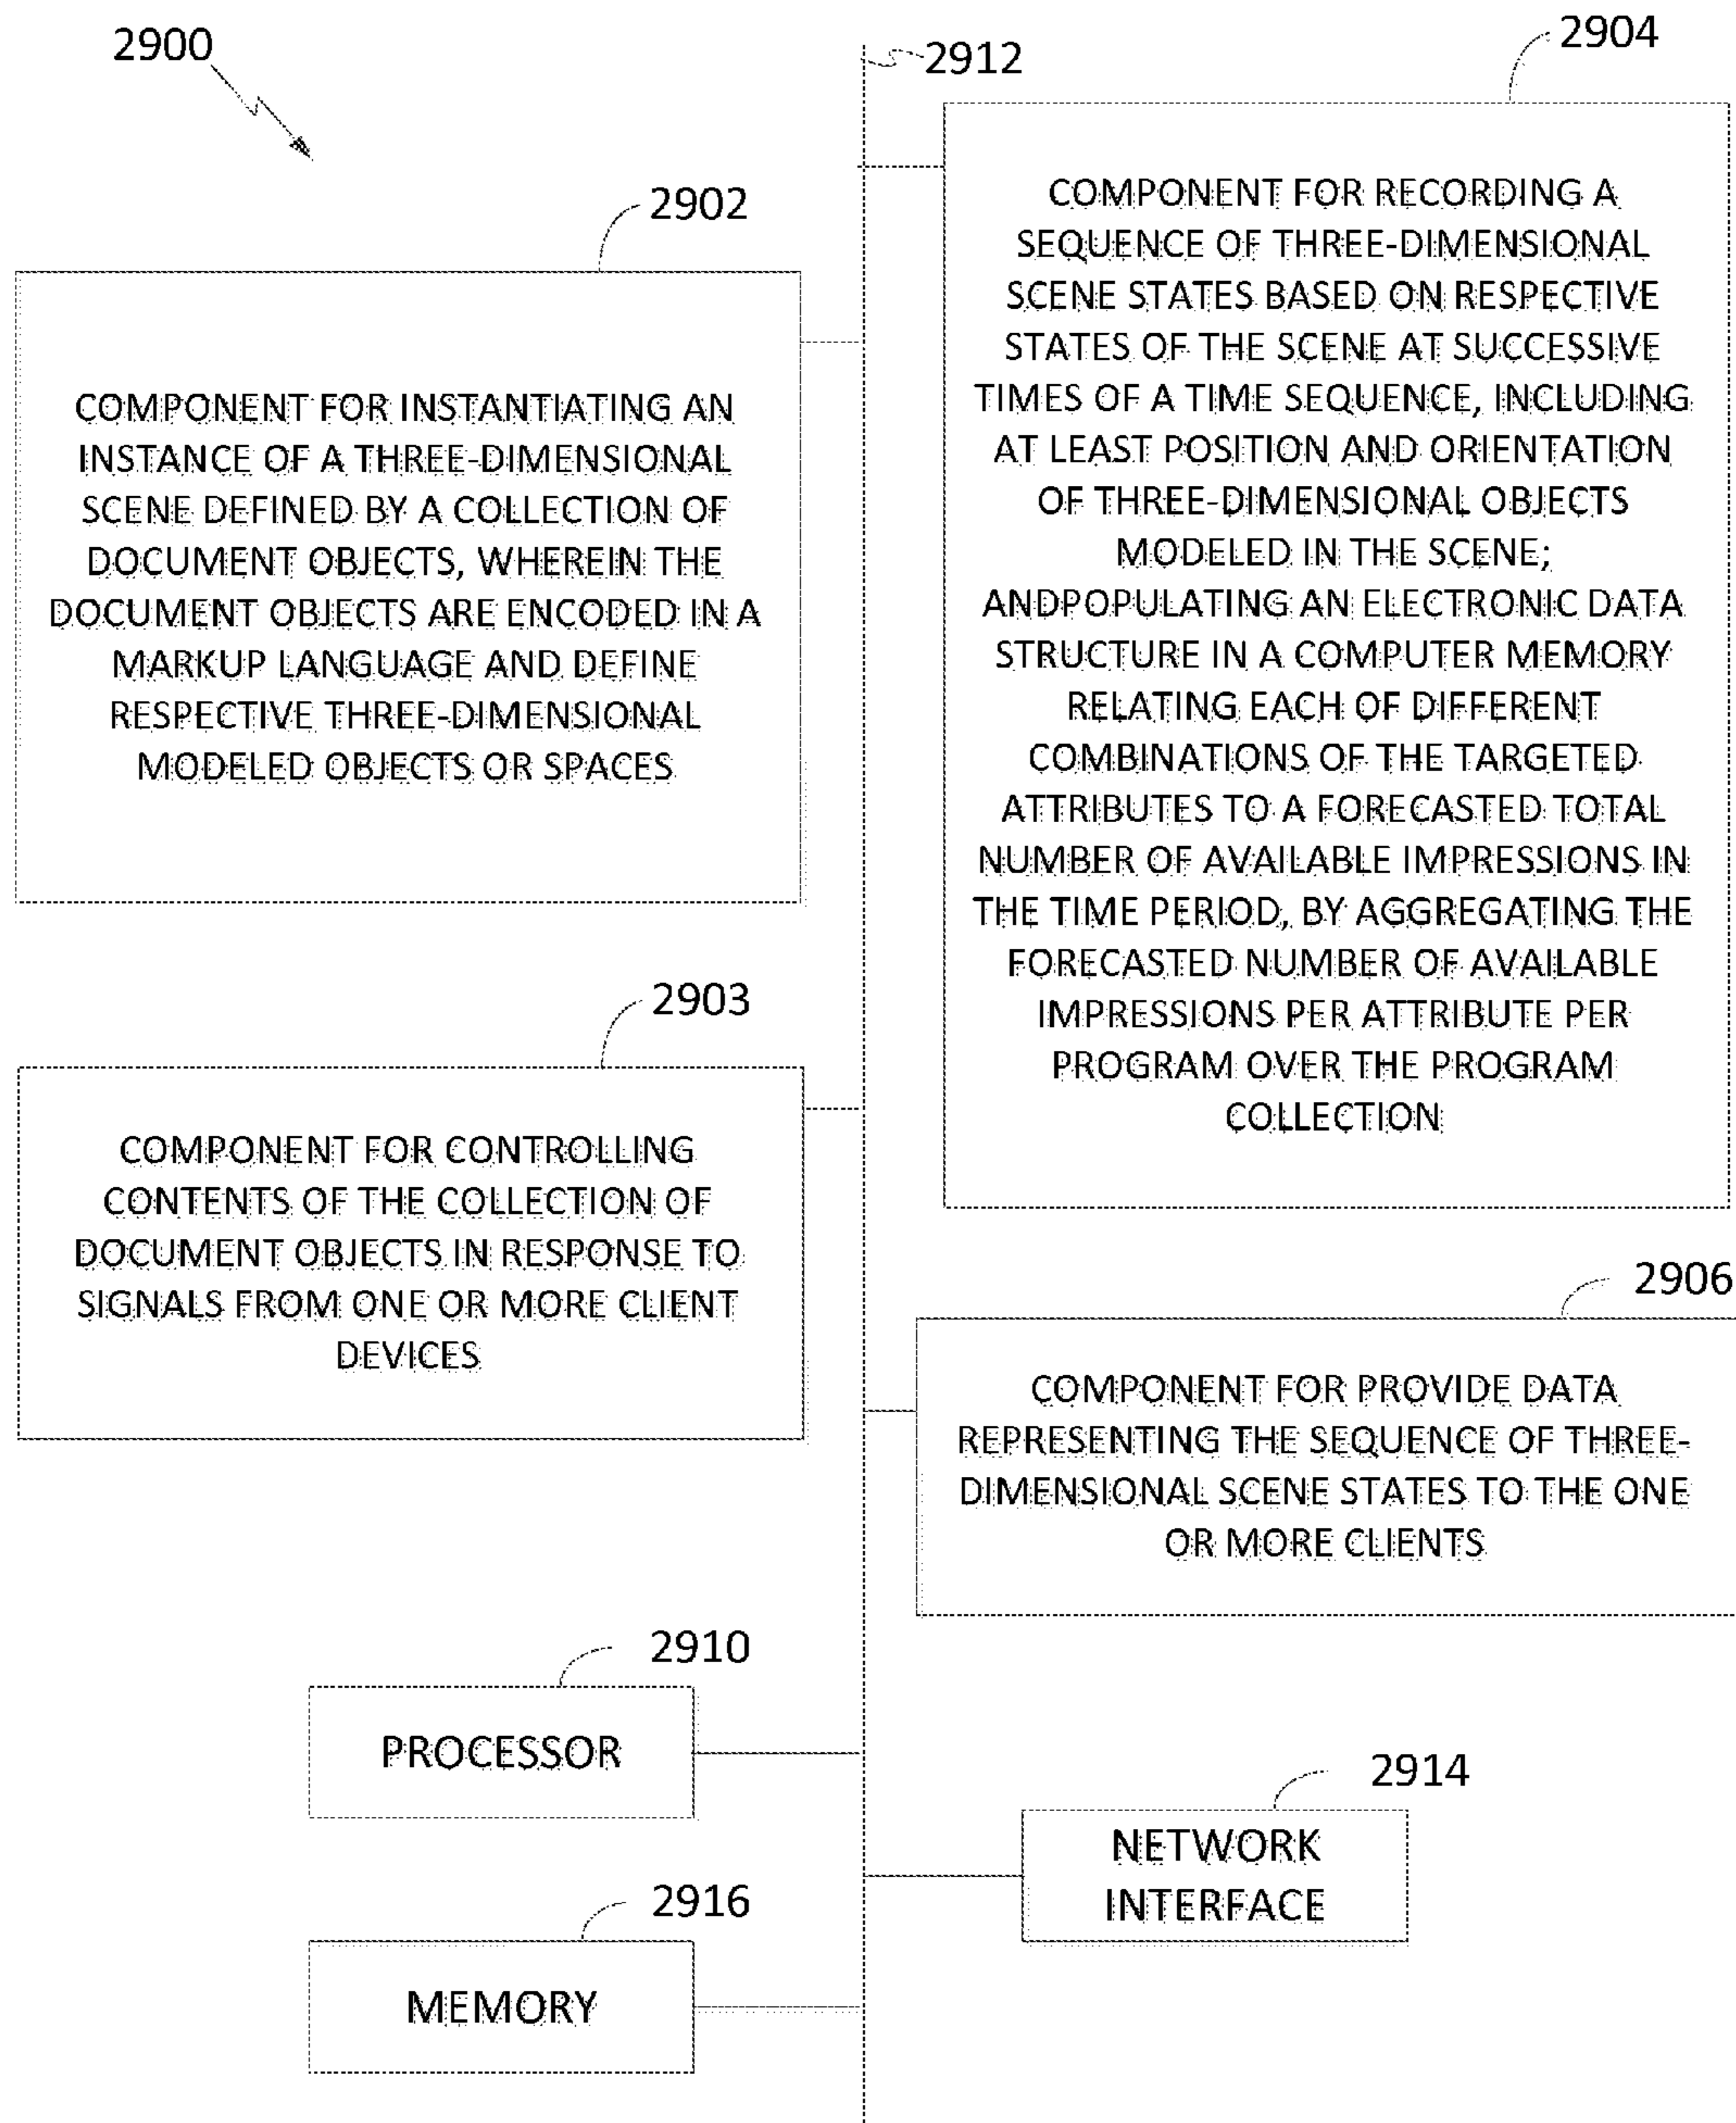 2900
2912
2904
2902
COMPONENT FOR INSTANTIATING AN
INSTANCE OF A THREE-DIMENSIONAL
SCENE DEFINED BY A COLLECTION OF
DOCUMENT OBJECTS, WHEREIN THE
DOCUMENT OBJECTS ARE ENCODED IN A
MARKUP LANGUAGE AND DEFINE
RESPECTIVE THREE-DIMENSIONAL
MODELED OBJECTS OR SPACES
COMPONENT FOR RECORDING A
SEQUENCE OF THREE-DIMENSIONAL
SCENE STATES BASED ON RESPECTIVE
STATES OF THE SCENE AT SUCCESSIVE
TIMES OF A TIME SEQUENCE, INCLUDING
AT LEAST POSITION AND ORIENTATION
OF THREE-DIMENSIONAL OBJECTS
MODELED IN THE SCENE;
ANDPOPULATING AN ELECTRONIC DATA
STRUCTURE IN A COMPUTER MEMORY
RELATING EACH OF DIFFERENT
COMBINATIONS OF THE TARGETED
ATTRIBUTES TO A FORECASTED TOTAL
NUMBER OF AVAILABLE IMPRESSIONS IN
THE TIME PERIOD, BY AGGREGATING THE
FORECASTED NUMBER OF AVAILABLE
IMPRESSIONS PER ATTRIBUTE PER
PROGRAM OVER THE PROGRAM
COLLECTION
2903
COMPONENT FOR CONTROLLING
CONTENTS OF THE COLLECTION OF
DOCUMENT OBJECTS IN RESPONSE TO
SIGNALS FROM ONE OR MORE CLIENT
DEVICES
2906
COMPONENT FOR PROVIDE DATA
REPRESENTING THE SEQUENCE OF THREE-
DIMENSIONAL SCENE STATES TO THE ONE
OR MORE CLIENTS
2910
PROCESSOR
2914
NETWORK
INTERFACE
2916
MEMORY